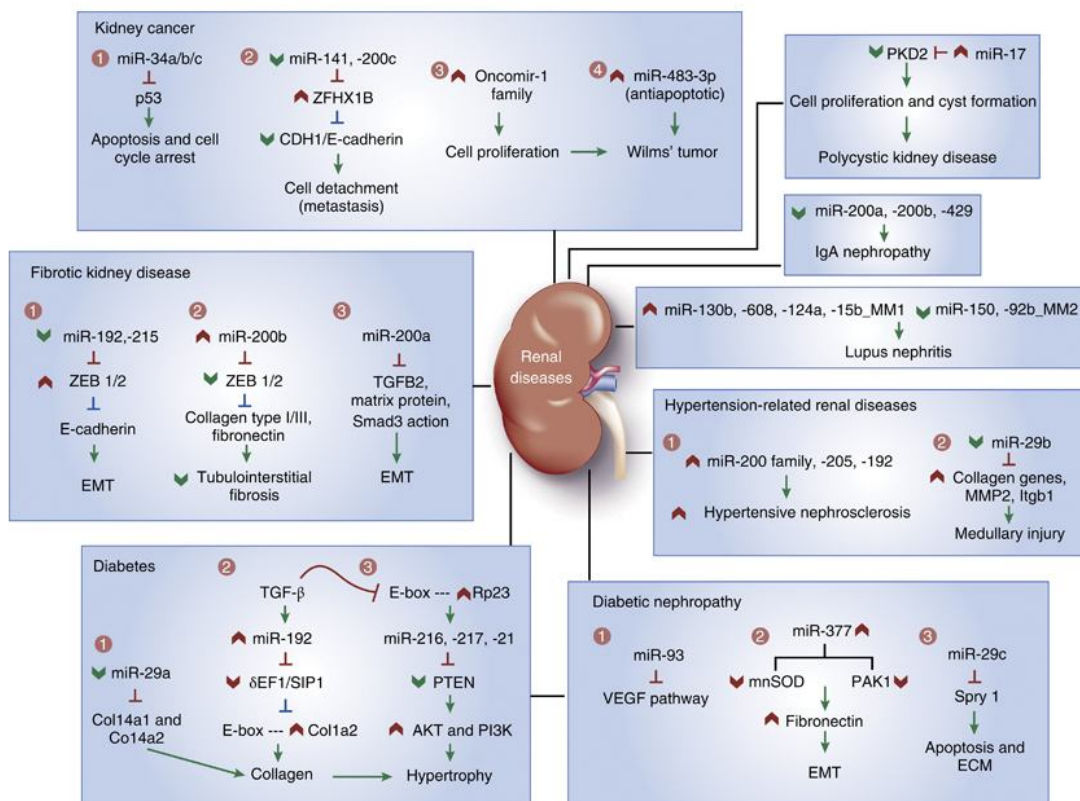 Kidney cancer
1
miR-34a/b/c
p53
Apoptosis and cell
cycle arrest
2
miR-141, -200c
ZFHX1B
CDH1/E-cadherin
Cell detachment
(metastasis)
3
Oncomir-1
family
Cell proliferation
4
miR-483-3p
(antiapoptotic)
Wilms' tumor
PKD2
miR-17
Cell proliferation and cyst formation
Polycystic kidney disease
miR-200a, -200b, -429
IgA nephropathy
miR-130b, -608, -124a, -15b_MM1
miR-150, -92b_MM2
Lupus nephritis
Renal
diseases
Fibrotic kidney disease
1
miR-192,-215
ZEB 1/2
E-cadherin
EMT
2
miR-200b
ZEB 1/2
Collagen type I/III,
fibronectin
Tubulointerstitial
fibrosis
3
miR-200a
TGFB2,
matrix protein,
Smad3 action
EMT
Hypertension-related renal diseases
1
miR-200 family, -205, -192
Hypertensive nephrosclerosis
2
miR-29b
Collagen genes,
MMP2, Itgb1
Medullary injury
Diabetes
1
miR-29a
Col14a1 and
Co14a2
2
TGF-β
miR-192
δEF1/SIP1
E-box --- Col1a2
Collagen
3
E-box --- Rp23
miR-216, -217, -21
PTEN
AKT and PI3K
Hypertrophy
Diabetic nephropathy
1
miR-93
VEGF pathway
2
miR-377
mnSOD
PAK1
Fibronectin
EMT
3
miR-29c
Spry 1
Apoptosis and
ECM